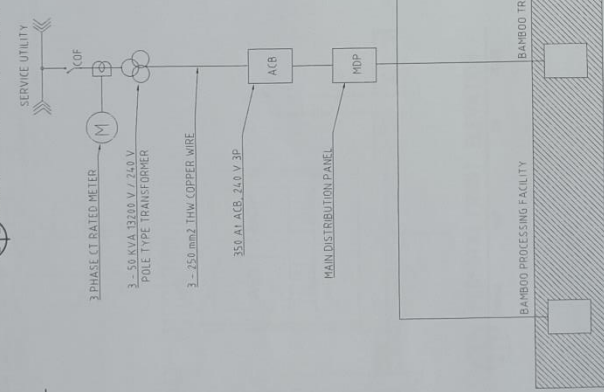 SERVICE UTILITY
COF
M
3 PHASE CT RATED METER
3 - 50 KVA 13200 V / 240 V
POLE TYPE TRANSFORMER
3 - 250 mm2 THW COPPER WIRE
ACB
350 AT ACB, 240 V 3P
MDP
MAIN DISTRIBUTION PANEL
BAMBOO PROCESSING FACILITY
BAMBOO TR